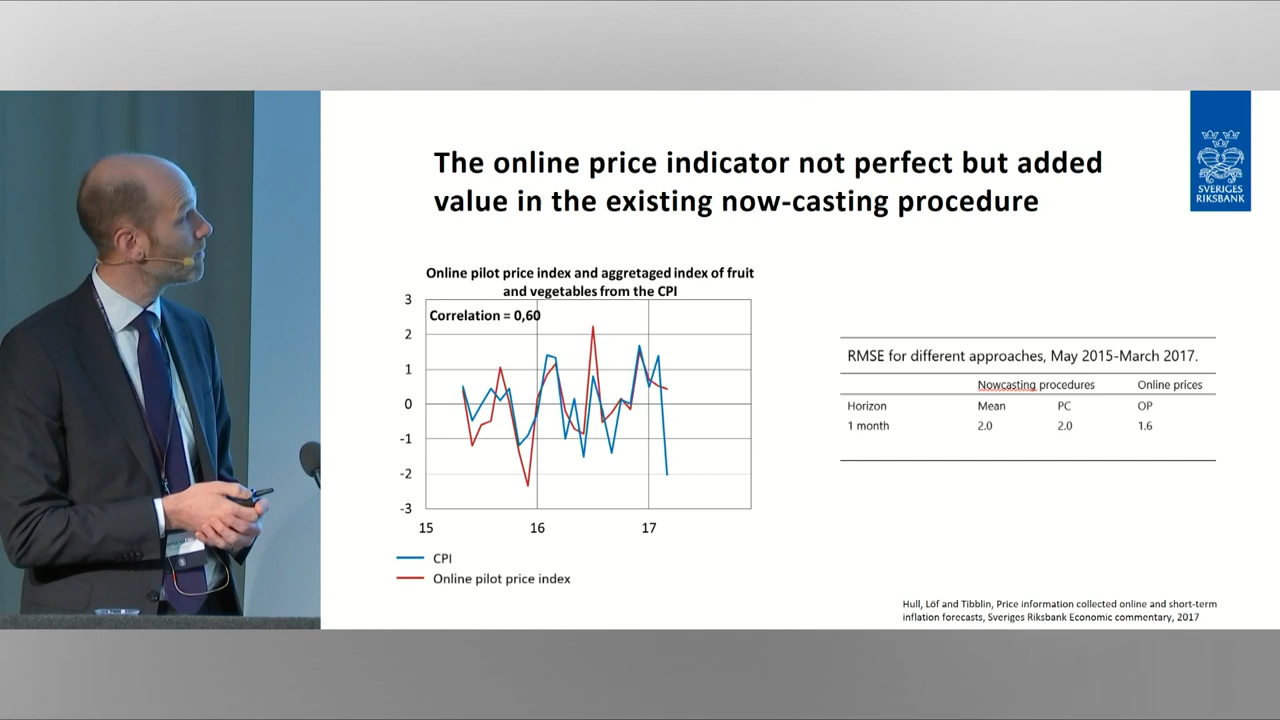 The online price indicator not perfect but added
value in the existing now-casting procedure
SVERIGES
RIKSBANK
Online pilot price index and aggretaged index of fruit
and vegetables from the CPI
Correlation = 0,60
3
2
1
0
-1
-2
-3
15 16 17
CPI
Online pilot price index
RMSE for different approaches, May 2015-March 2017.
Nowcasting procedures Online prices
Horizon Mean PC OP
1 month 2.0 2.0 1.6
Hull, Löf and Tibblin, Price information collected online and short-term
inflation forecasts, Sveriges Riksbank Economic commentary, 2017